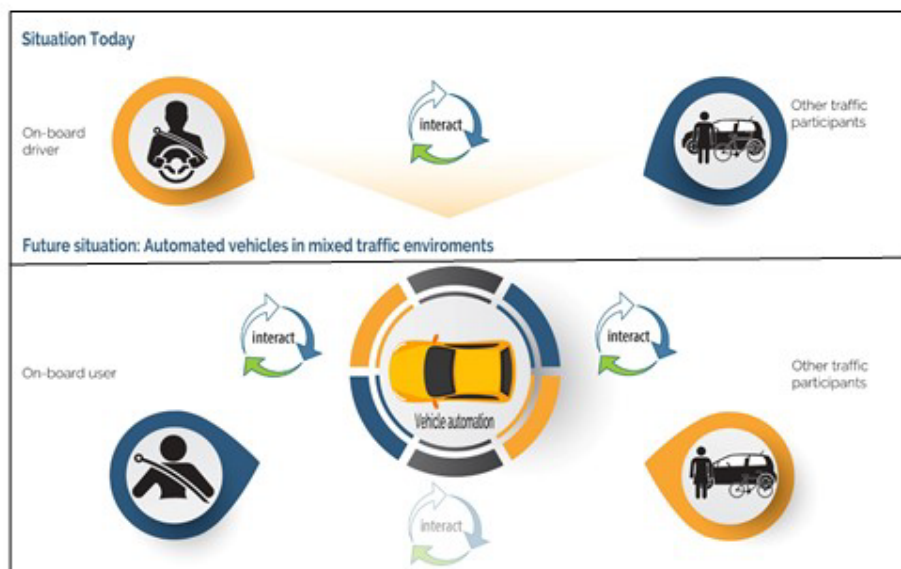 Situation Today
On-board
driver
interact
Other traffic
participants
Future situation: Automated vehicles in mixed traffic enviroments
interact
interact
On-board user
Other traffic
participants
Vehicle automation
interact